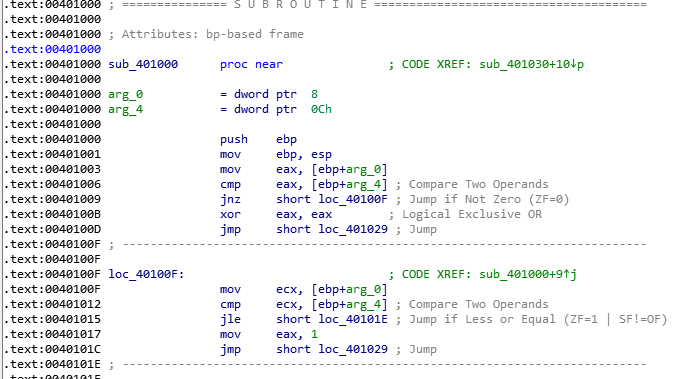 .text:00401000 ; =============== S U B R O U T I N E =======================================
.text:00401000
.text:00401000 ; Attributes: bp-based frame
.text:00401000
.text:00401000 sub_401000 proc near ; CODE XREF: sub_401030+10↓p
.text:00401000
.text:00401000 arg_0 = dword ptr 8
.text:00401000 arg_4 = dword ptr 0Ch
.text:00401000
.text:00401000 push ebp
.text:00401001 mov ebp, esp
.text:00401003 mov eax, [ebp+arg_0]
.text:00401006 cmp eax, [ebp+arg_4] ; Compare Two Operands
.text:00401009 jnz short loc_40100F ; Jump if Not Zero (ZF=0)
.text:0040100B xor eax, eax ; Logical Exclusive OR
.text:0040100D jmp short loc_401029 ; Jump
.text:0040100F ; ---------------------------------------------------------------------------
.text:0040100F
.text:0040100F loc_40100F: ; CODE XREF: sub_401000+9↑j
.text:0040100F mov ecx, [ebp+arg_0]
.text:00401012 cmp ecx, [ebp+arg_4] ; Compare Two Operands
.text:00401015 jle short loc_40101E ; Jump if Less or Equal (ZF=1 | SF!=OF)
.text:00401017 mov eax, 1
.text:0040101C jmp short loc_401029 ; Jump
.text:0040101E ; ---------------------------------------------------------------------------
.text:0040101E